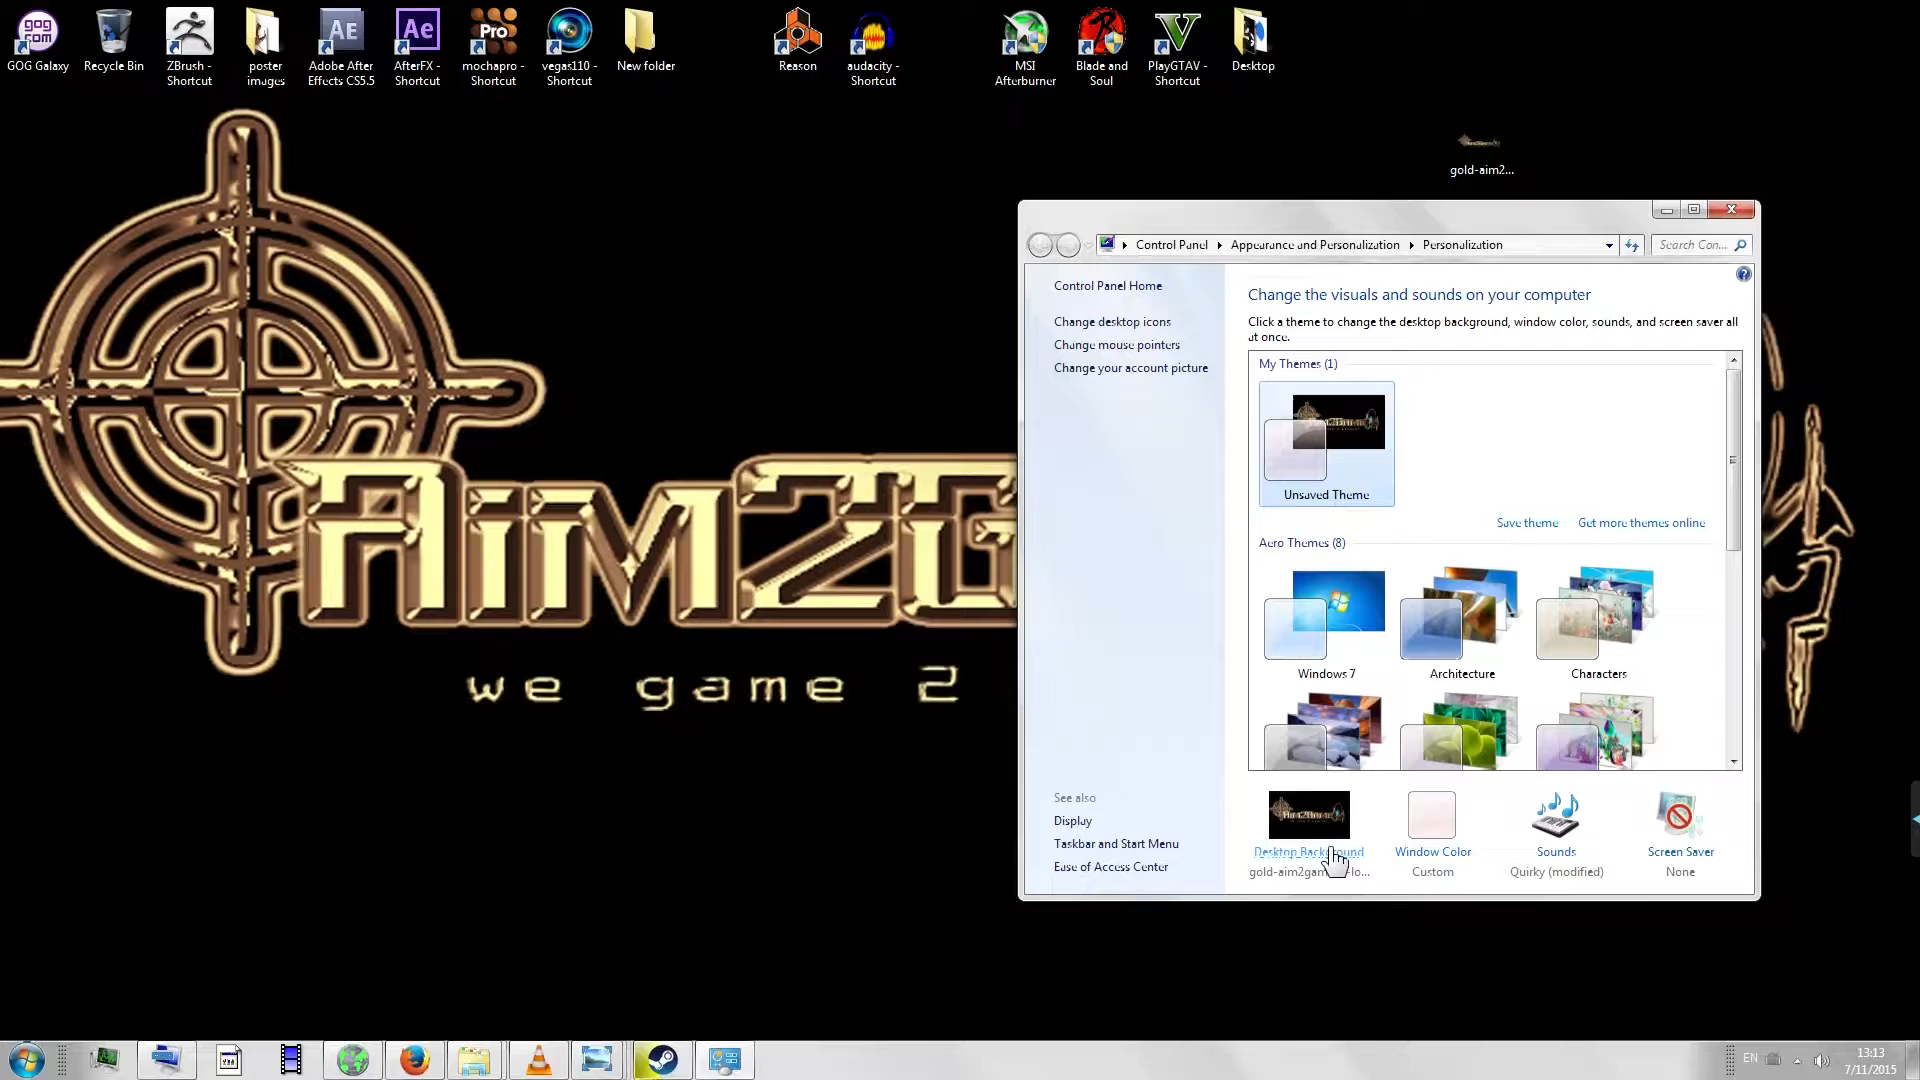 GOG Galaxy
Recycle Bin
ZBrush -
Shortcut
poster
images
Adobe After
Effects CS5.5
AfterFX -
Shortcut
mochapro -
Shortcut
vegas110 -
Shortcut
New folder
Reason
audacity -
Shortcut
MSI
Afterburner
Blade and
Soul
PlayGTAV -
Shortcut
Desktop
gold-aim2...
Control Panel
Appearance and Personalization
Personalization
Search Con...
Control Panel Home
Change desktop icons
Change mouse pointers
Change your account picture
Change the visuals and sounds on your computer
Click a theme to change the desktop background, window color, sounds, and screen saver all
at once.
My Themes (1)
Unsaved Theme
Save theme
Get more themes online
Aero Themes (8)
Windows 7
Architecture
Characters
AiM2G
we game 2
See also
Display
Taskbar and Start Menu
Ease of Access Center
Desktop Background
Window Color
Custom
Sounds
Quirky (modified)
Screen Saver
None
EN
13:13
7/11/2015